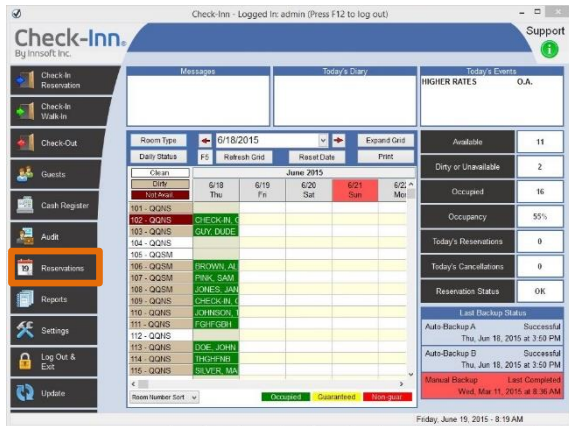 Check-Inn - Logged In: admin (Press F12 to log out)
Check-Inn®
By Innsoft Inc.
Support
Check-In
Reservation
Check-In
Walk-In
Check-Out
Guests
Cash Register
Audit
19 Reservations
Reports
Settings
Log Out &
Exit
Update
Messages
Today's Diary
Today's Events
HIGHER RATES O.A.
Room Type 6/18/2015 Expand Grid
Daily Status F5 Refresh Grid Reset Date Print
Clean June 2015
Dirty 6/18 6/19 6/20 6/21 6/22
Not Avail Thu Fri Sat Sun Mon
101 - QQNS
102 - QQNS CHECK-IN, C
103 - QQNS GUY, DUDE
104 - QQNS
105 - QQSM
106 - QQSM BROWN, AL
107 - QQSM PINK, SAM
108 - QQSM JONES, JAN
109 - QQNS CHECK-IN, C
110 - QQNS JOHNSON, T
111 - QQNS FGHFGBH
112 - QQNS
113 - QQNS DOE, JOHN
114 - QQNS THGHFNB
115 - QQNS SILVER, MA
Room Number Sort Occupied Guaranteed Non-guar
Available 11
Dirty or Unavailable 2
Occupied 16
Occupancy 55%
Today's Reservations 0
Today's Cancellations 0
Reservation Status OK
Last Backup Status
Auto-Backup A Successful
Thu, Jun 18, 2015 at 3:50 PM
Auto-Backup B Successful
Thu, Jun 18, 2015 at 3:50 PM
Manual Backup Last Completed
Wed, Mar 11, 2015 at 8:36 AM
Friday, June 19, 2015 - 8:19 AM